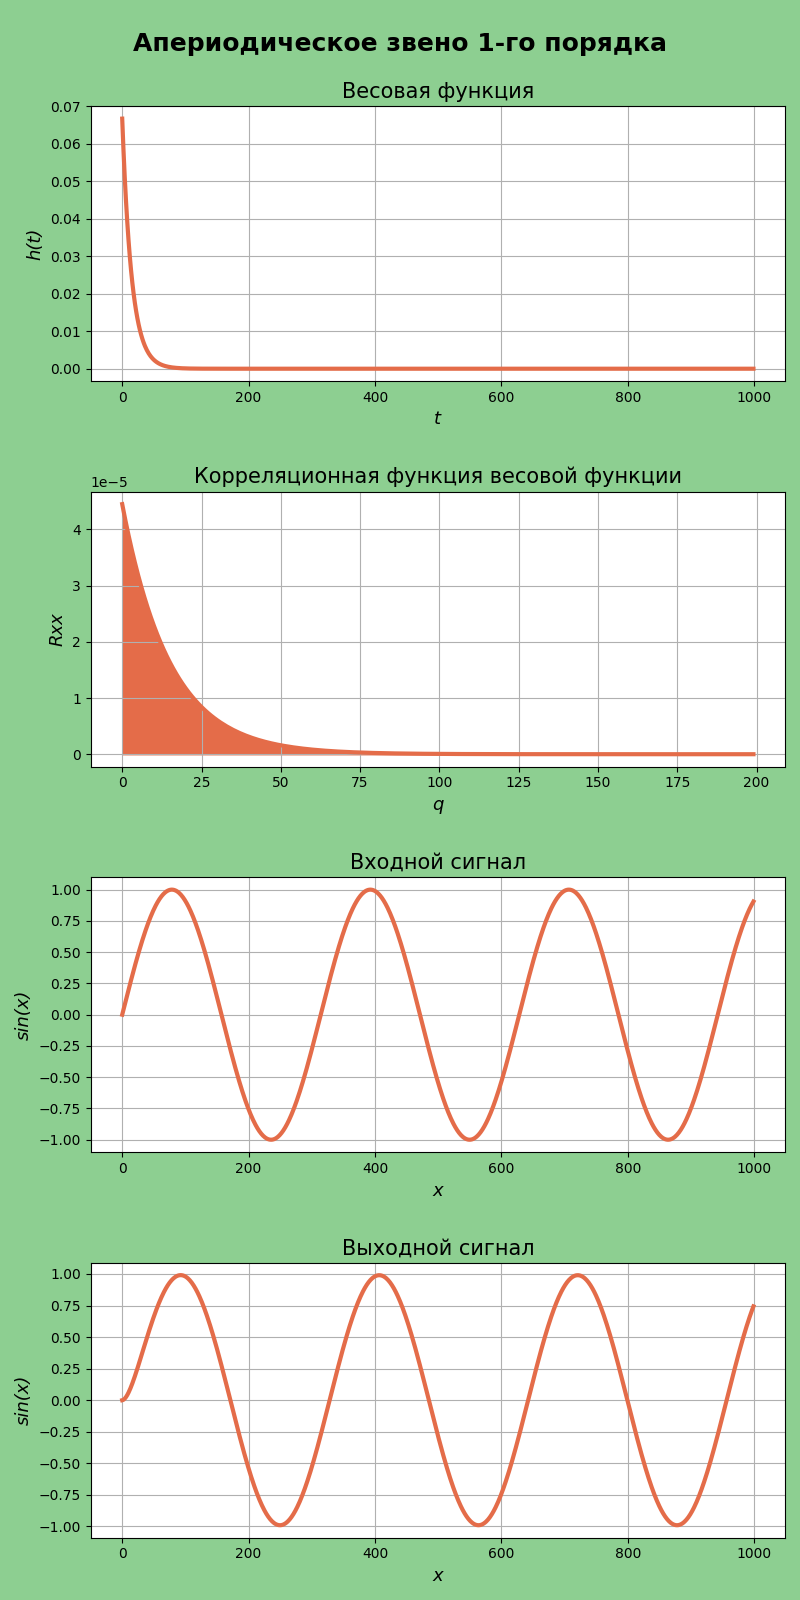 Апериодическое звено 1-го порядка
Весовая функция
0.07
0.06
0.05
0.04
0.03
0.02
0.01
0.00
h(t)
0 200 400 600 800 1000
t
Корреляционная функция весовой функции
1e−5
4
3
2
1
0
Rxx
0 25 50 75 100 125 150 175 200
q
Входной сигнал
1.00
0.75
0.50
0.25
0.00
−0.25
−0.50
−0.75
−1.00
sin(x)
0 200 400 600 800 1000
x
Выходной сигнал
1.00
0.75
0.50
0.25
0.00
−0.25
−0.50
−0.75
−1.00
sin(x)
0 200 400 600 800 1000
x